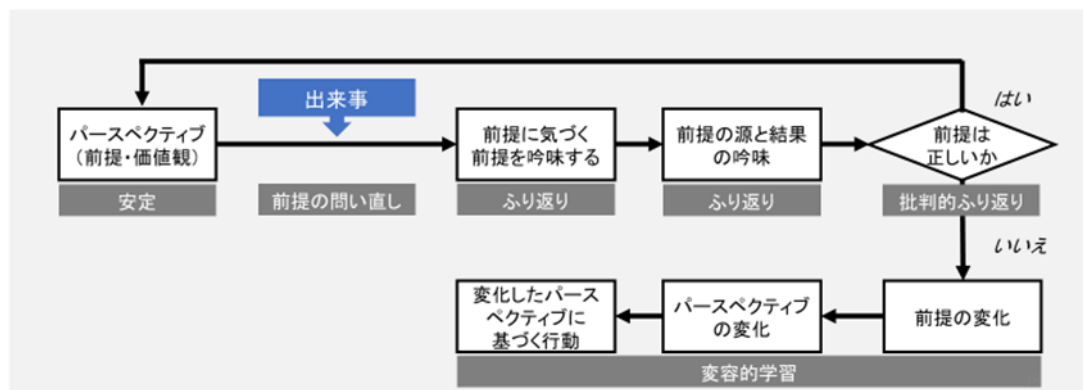 はい
出来事
パースペクティブ
（前提・価値観）
前提に気づく
前提を吟味する
前提の源と結果
の吟味
前提は
正しいか
安定
前提の問い直し
ふり返り
ふり返り
批判的ふり返り
いいえ
変化したパース
ペクティブに
基づく行動
パースペクティブ
の変化
前提の変化
変容的学習